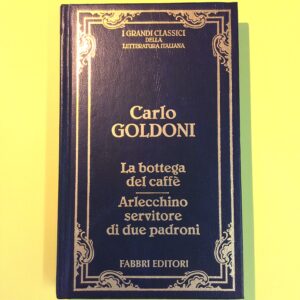 I GRANDI CLASSICI
DELLA
LETTERATURA ITALIANA
Carlo
GOLDONI
La bottega
del caffè
Arlecchino
servitore
di due padroni
FABBRI EDITORI